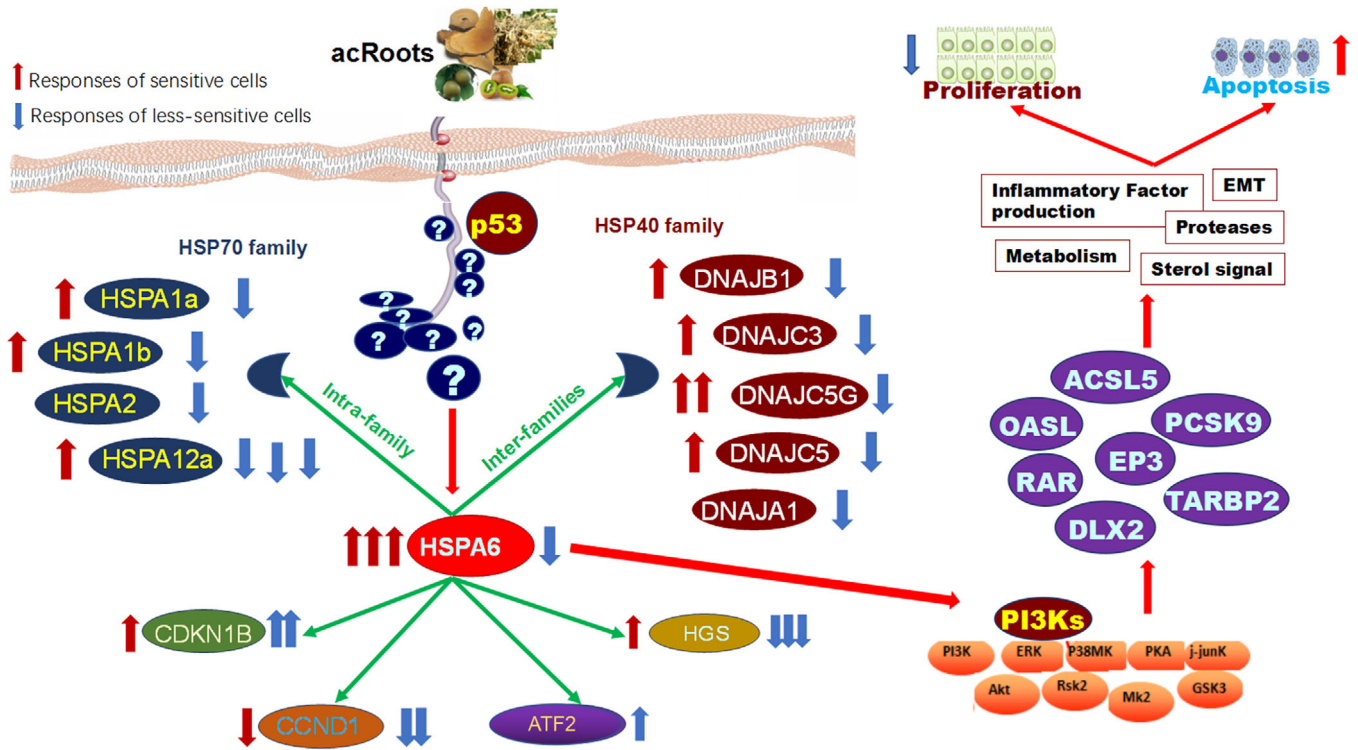 acRoots
Responses of sensitive cells
Responses of less-sensitive cells
p53
?
?
?
?
?
?
?
?
?
HSP70 family
HSPA1a
HSPA1b
HSPA2
HSPA12a
HSP40 family
DNAJB1
DNAJC3
DNAJC5G
DNAJC5
DNAJA1
Intra-family
Inter-families
HSPA6
CDKN1B
HGS
CCND1
ATF2
Proliferation
Apoptosis
Inflammatory Factor
production
EMT
Proteases
Metabolism
Sterol signal
ACSL5
OASL
PCSK9
EP3
RAR
TARBP2
DLX2
PI3Ks
PI3K
ERK
P38MK
PKA
j-junK
Akt
Rsk2
Mk2
GSK3